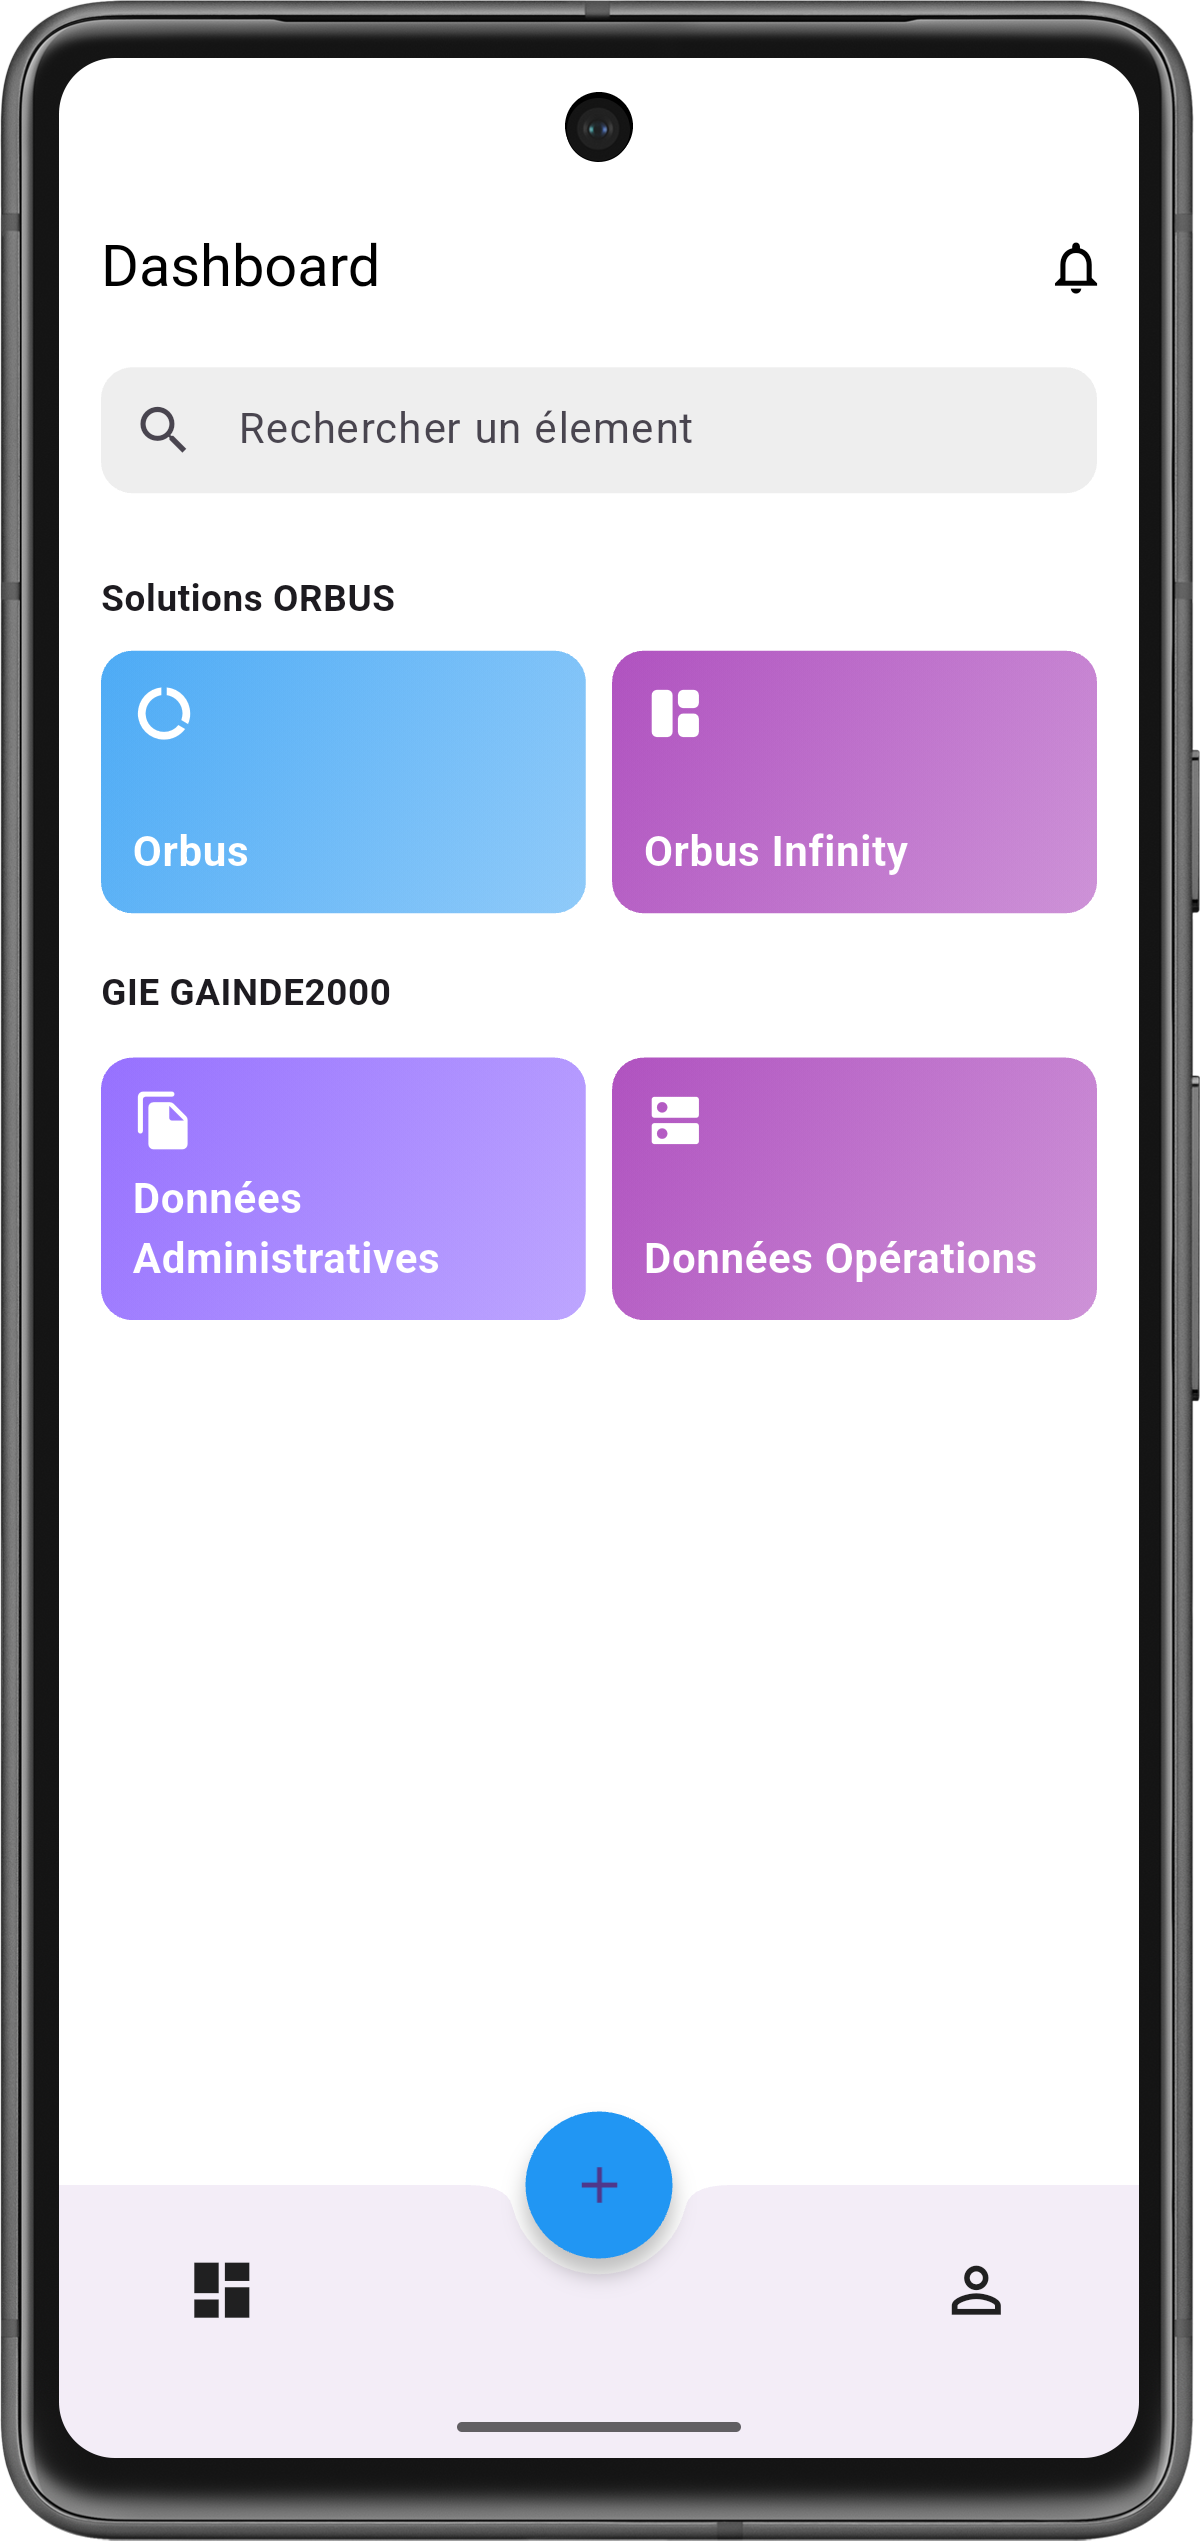 Dashboard
Rechercher un élement
Solutions ORBUS
Orbus
Orbus Infinity
GIE GAINDE2000
Données
Administratives
Données Opérations